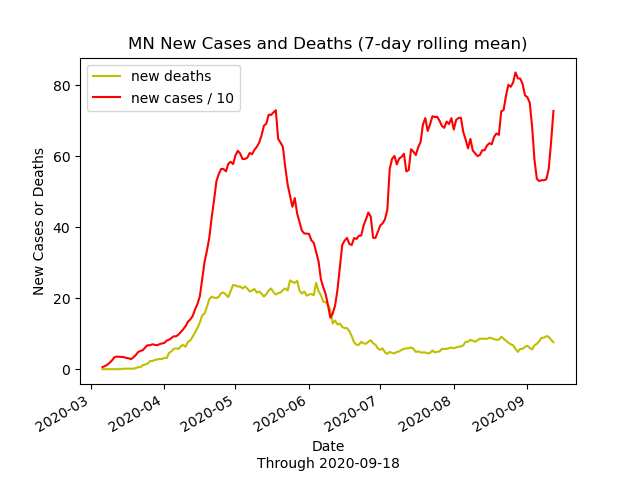 MN New Cases and Deaths (7-day rolling mean)
new deaths
new cases / 10
New Cases or Deaths
80
60
40
20
0
2020-03
2020-04
2020-05
2020-06
2020-07
2020-08
2020-09
Date
Through 2020-09-18